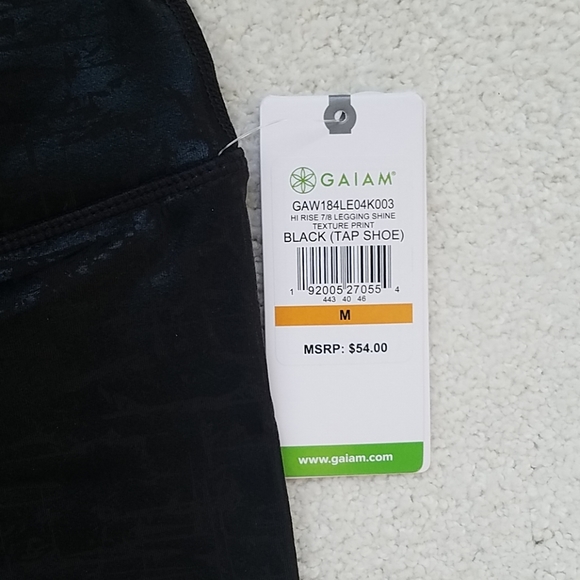 GAIAM®
GAW184LE04K003
HI RISE 7/8 LEGGING SHINE
TEXTURE PRINT
BLACK (TAP SHOE)
1 92005 27055 4
443 40 46
M
MSRP: $54.00
www.gaiam.com